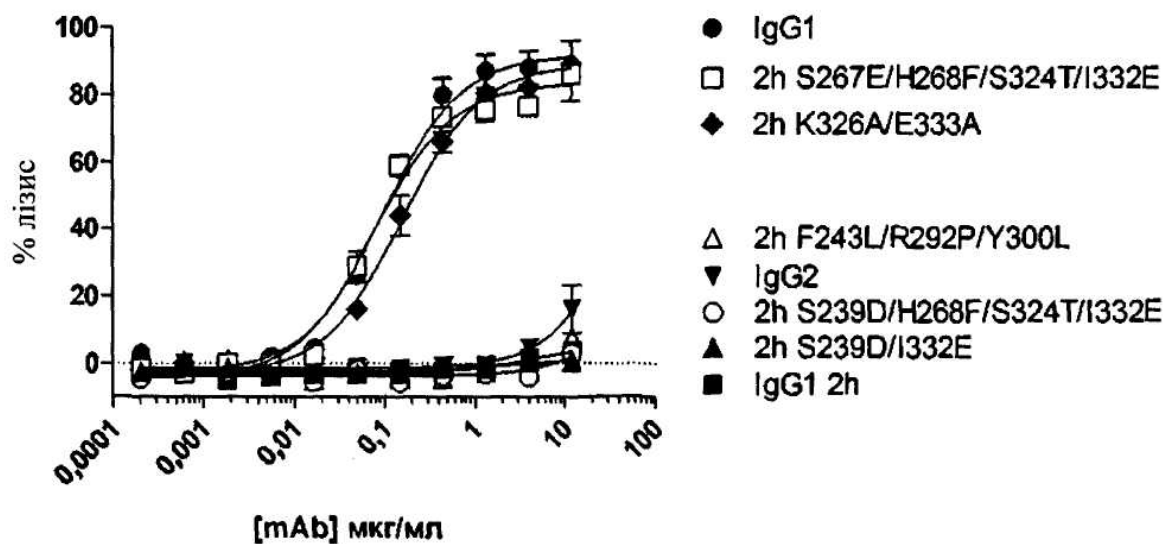 100
80
60
40
20
0
% лізис
0,0001
0,001
0,01
0,1
1
10
100
[mAb] мкг/мл
IgG1
2h S267E/H268F/S324T/I332E
2h K326A/E333A
2h F243L/R292P/Y300L
IgG2
2h S239D/H268F/S324T/I332E
2h S239D/I332E
IgG1 2h